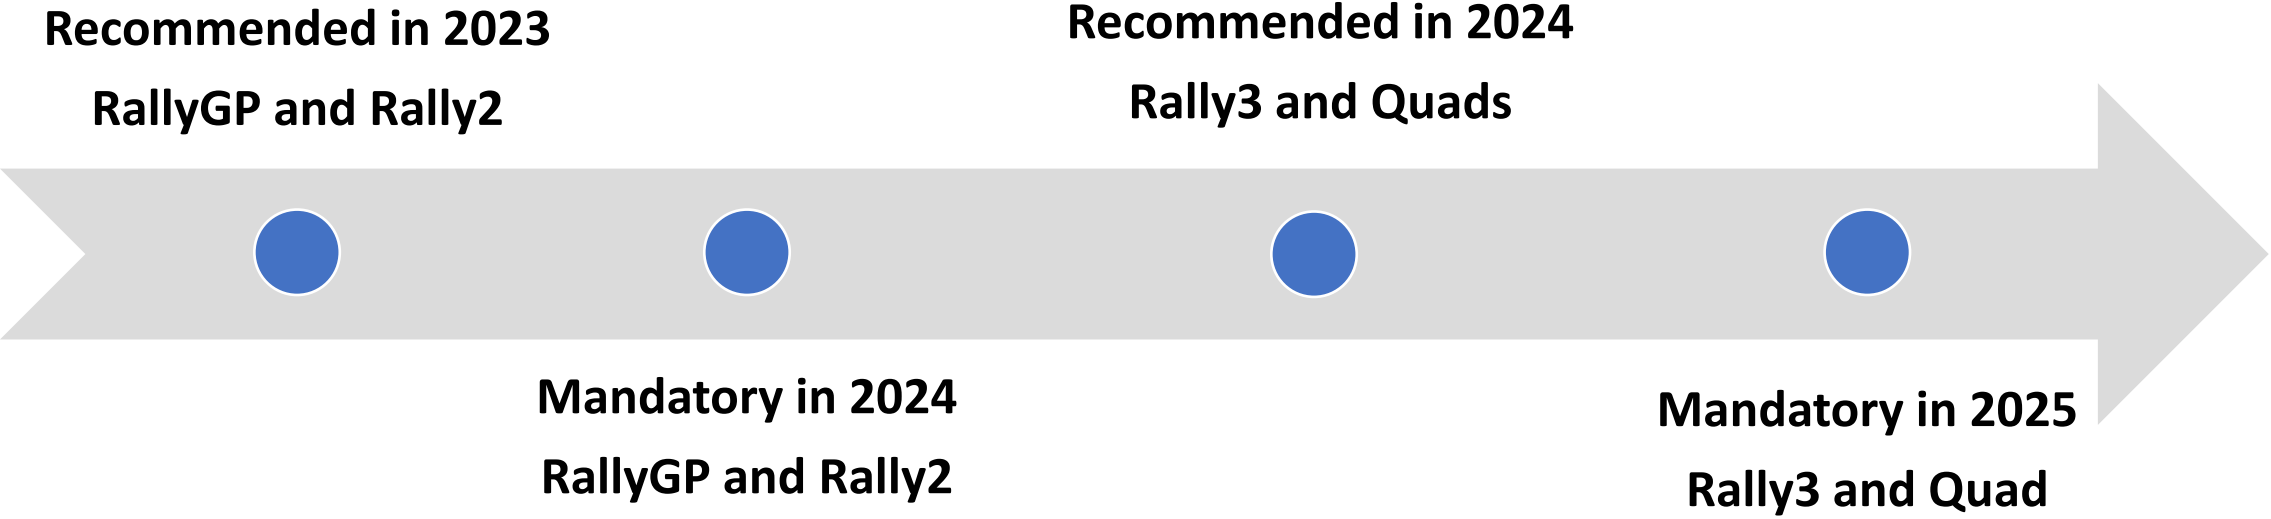 Recommended in 2023
RallyGP and Rally2
Mandatory in 2024
RallyGP and Rally2
Recommended in 2024
Rally3 and Quads
Mandatory in 2025
Rally3 and Quad